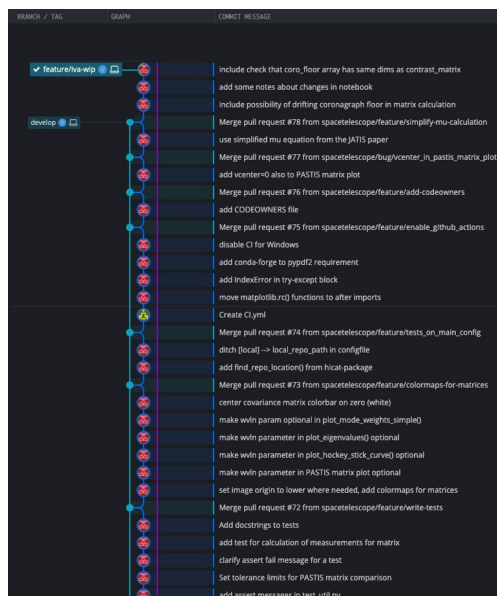 BRANCH / TAG GRAPH COMMIT MESSAGE
feature/iva-wip include check that coro_floor array has same dims as contrast_matrix
add some notes about changes in notebook
include possibility of drifting coronagraph floor in matrix calculation
develop Merge pull request #78 from spacetelescope/feature/simplify-mu-calculation
use simplified mu equation from the JATIS paper
Merge pull request #77 from spacetelescope/bug/vcenter_in_pastis_matrix_plot
add vcenter=0 also to PASTIS matrix plot
Merge pull request #76 from spacetelescope/feature/add-codeowners
add CODEOWNERS file
Merge pull request #75 from spacetelescope/feature/enable_github_actions
disable CI for Windows
add conda-forge to pypdf2 requirement
add IndexError in try-except block
move matplotlib.rc() functions to after imports
Create CI.yml
Merge pull request #74 from spacetelescope/feature/tests_on_main_config
ditch [local] --> local_repo_path in configfile
add find_repo_location() from hicat-package
Merge pull request #73 from spacetelescope/feature/colormaps-for-matrices
center covariance matrix colorbar on zero (white)
make wvln param optional in plot_mode_weights_simple()
make wvln parameter in plot_eigenvalues() optional
make wvln parameter in plot_hockey_stick_curve() optional
make wvln parameter in PASTIS matrix plot optional
set image origin to lower where needed, add colormaps for matrices
Merge pull request #72 from spacetelescope/feature/write-tests
Add docstrings to tests
add test for calculation of measurements for matrix
clarify assert fail message for a test
Set tolerance limits for PASTIS matrix comparison
add assert messages in test_util.py